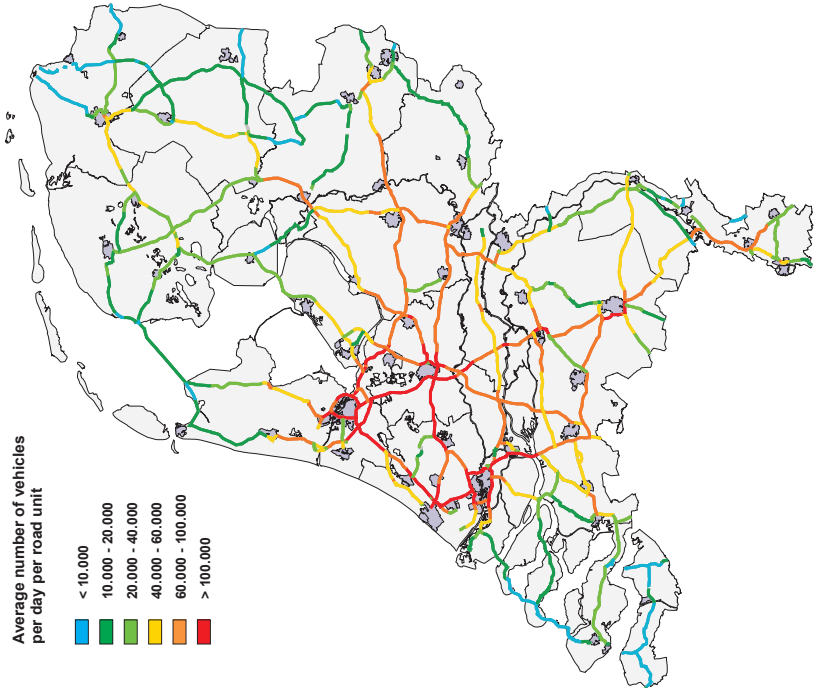 Average number of vehicles
per day per road unit
< 10.000
10.000 - 20.000
20.000 - 40.000
40.000 - 60.000
60.000 - 100.000
> 100.000